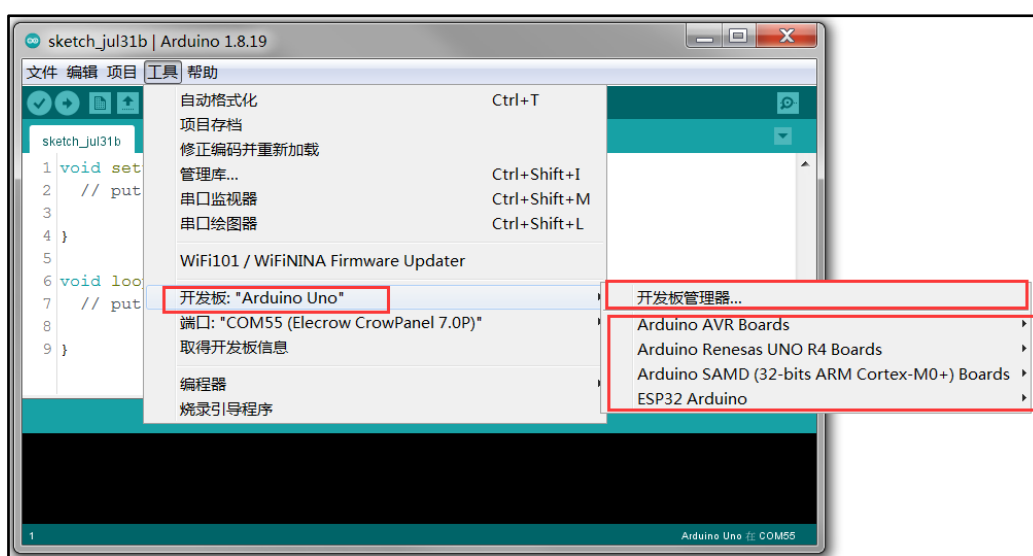 sketch_jul31b | Arduino 1.8.19
文件 编辑 项目 工具 帮助
sketch_jul31b
1 void set
2 // put
3
4 }
5
6 void loo
7 // put
8
9 }
自动格式化 Ctrl+T
项目存档
修正编码并重新加载
管理库... Ctrl+Shift+I
串口监视器 Ctrl+Shift+M
串口绘图器 Ctrl+Shift+L
WiFi101 / WiFiNINA Firmware Updater
开发板: "Arduino Uno"
端口: "COM55 (Elecrow CrowPanel 7.0P)"
取得开发板信息
编程器
烧录引导程序
开发板管理器...
Arduino AVR Boards
Arduino Renesas UNO R4 Boards
Arduino SAMD (32-bits ARM Cortex-M0+) Boards
ESP32 Arduino
1
Arduino Uno 在 COM55